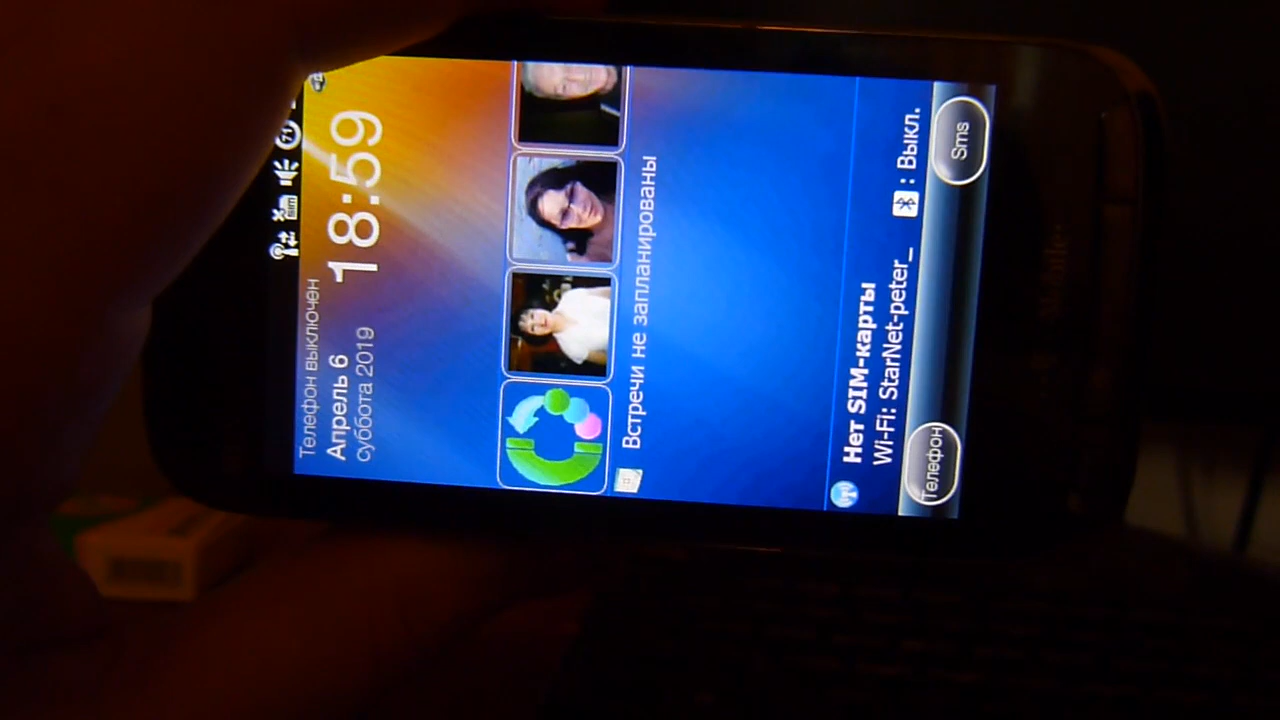 71
Телефон выключен
Апрель 6
суббота 2019
18:59
Встречи не запланированы
Нет SIM-карты
Wi-Fi: StarNet-peter_
: Выкл.
Телефон
Sms